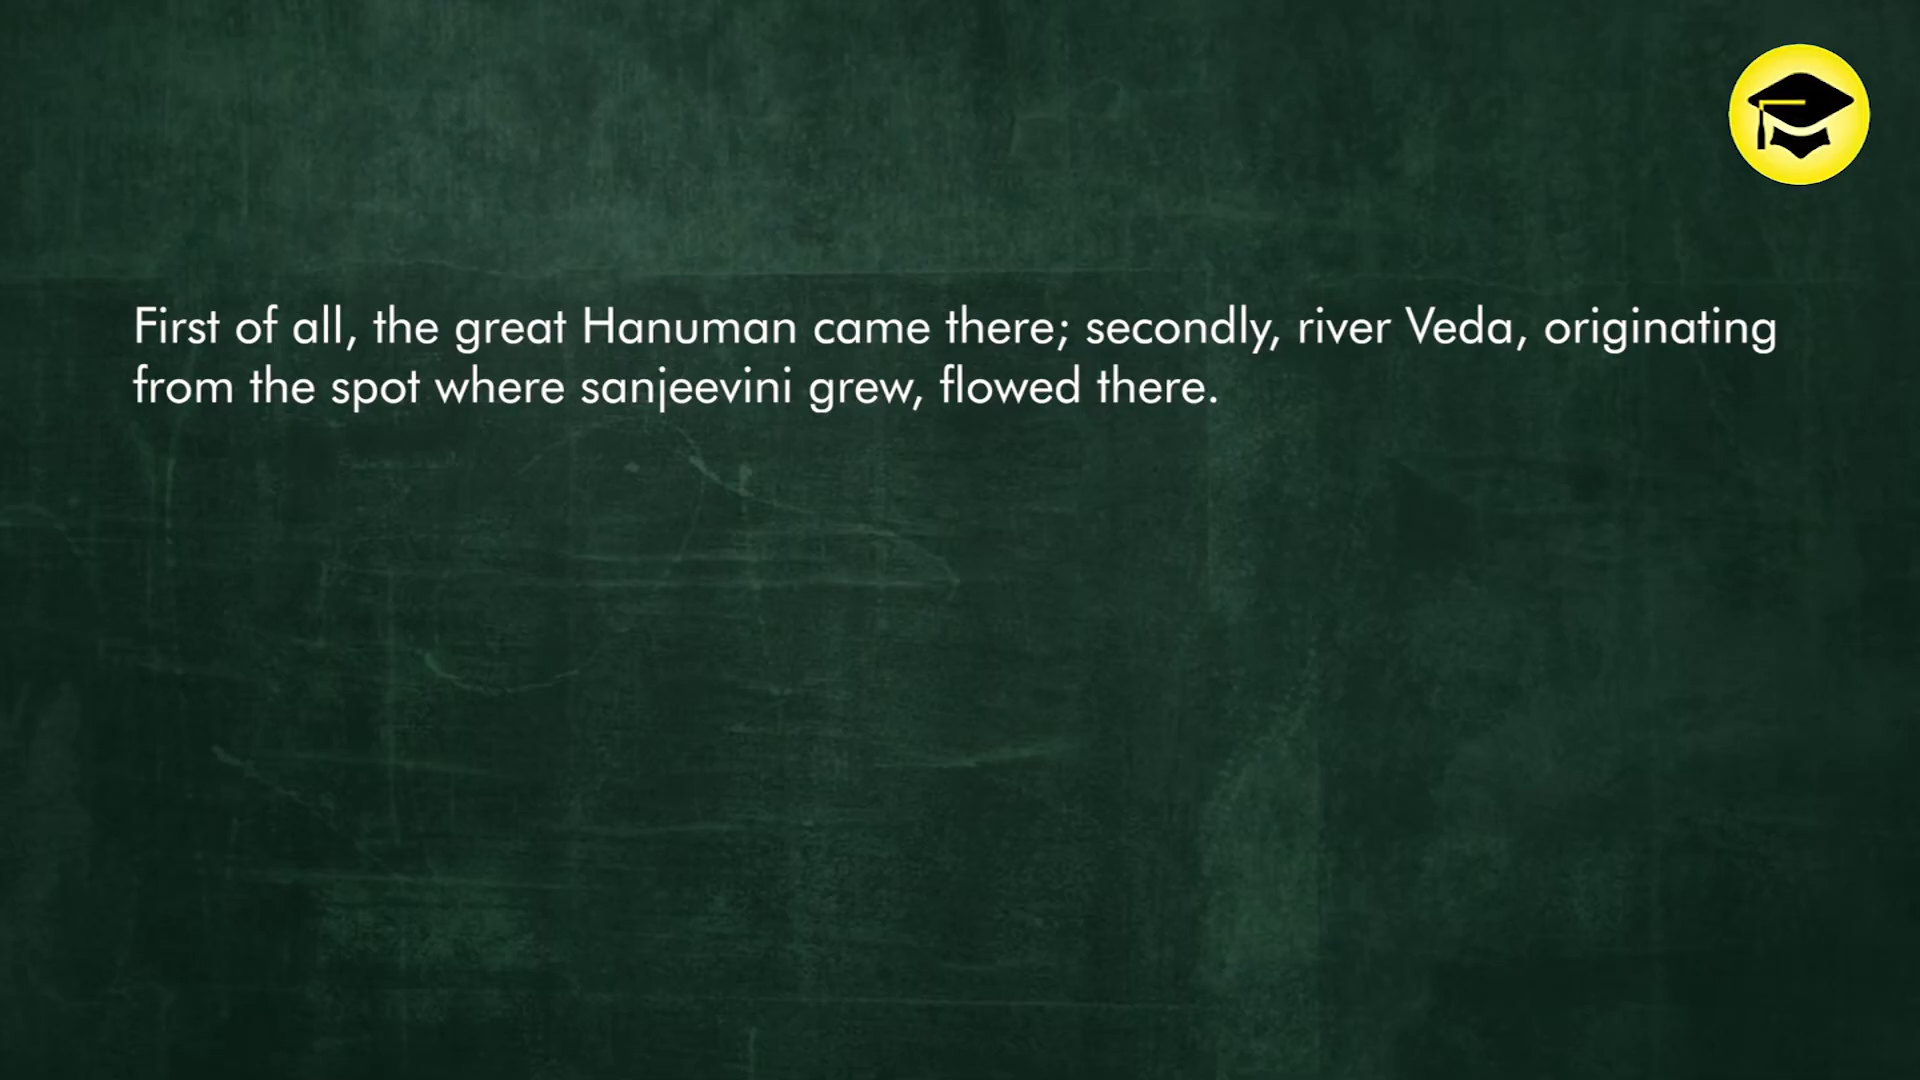 First of all, the great Hanuman came there; secondly, river Veda, originating
from the spot where sanjeevini grew, flowed there.